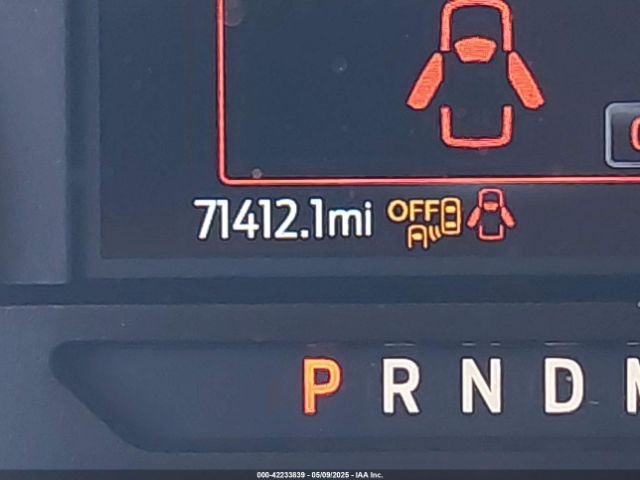 71412.1mi OFF
P R N D M
000-42233839 - 05/09/2025 - IAA Inc.